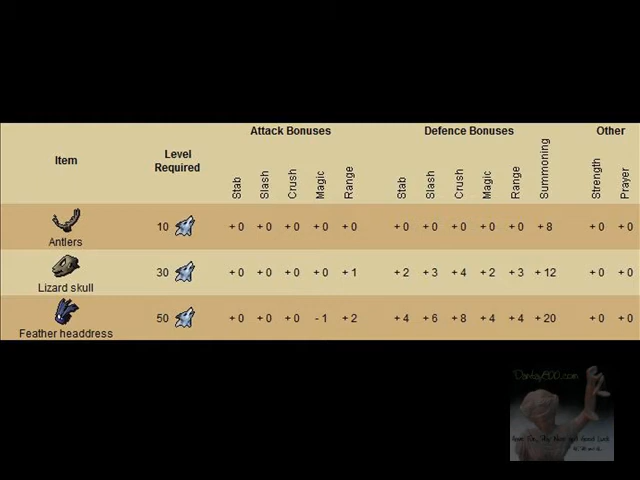 Attack Bonuses Defence Bonuses Other
Item Level Required Stab Slash Crush Magic Range Stab Slash Crush Magic Range Summoning Strength Prayer
Antlers 10 +0 +0 +0 +0 +0 +0 +0 +0 +0 +0 +8 +0 +0
Lizard skull 30 +0 +0 +0 +0 +1 +2 +3 +4 +2 +3 +12 +0 +0
Feather headdress 50 +0 +0 +0 -1 +2 +4 +6 +8 +4 +4 +20 +0 +0